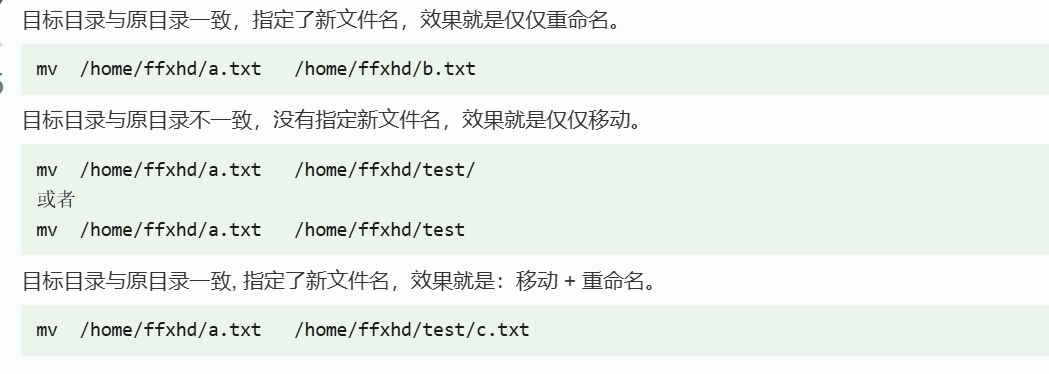 目标目录与原目录一致，指定了新文件名，效果就是仅仅重命名。
mv  /home/ffxhd/a.txt   /home/ffxhd/b.txt
目标目录与原目录不一致，没有指定新文件名，效果就是仅仅移动。
mv  /home/ffxhd/a.txt   /home/ffxhd/test/
或者
mv  /home/ffxhd/a.txt   /home/ffxhd/test
目标目录与原目录一致, 指定了新文件名，效果就是：移动 + 重命名。
mv  /home/ffxhd/a.txt   /home/ffxhd/test/c.txt